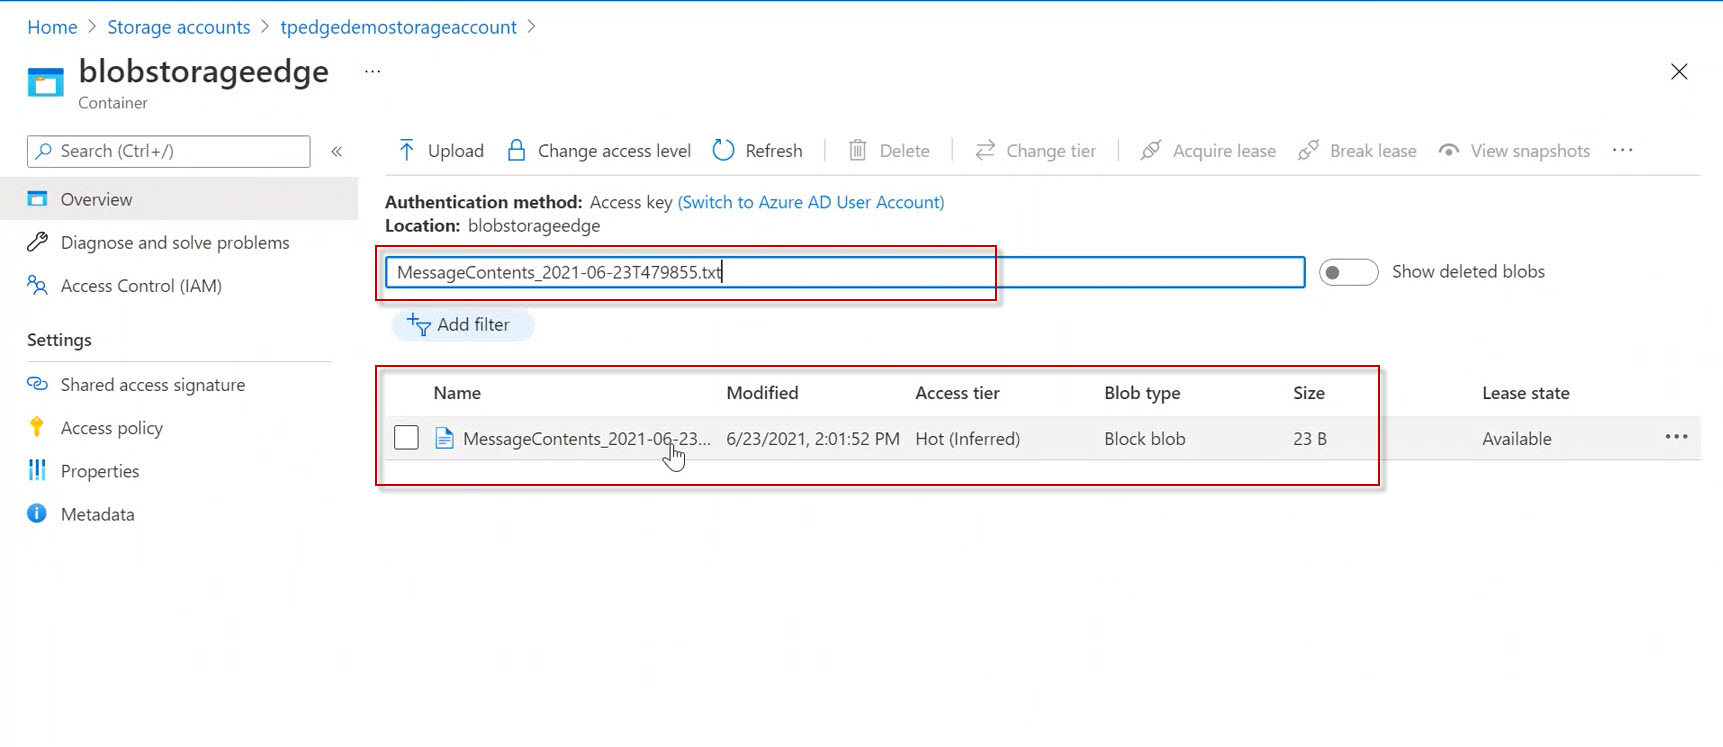 Home > Storage accounts > tpedgedemostorageaccount >
blobstorageedge ...
Container
Search (Ctrl+/) «
Upload Change access level Refresh Delete Change tier Acquire lease Break lease View snapshots ...
Overview
Diagnose and solve problems
Access Control (IAM)
Settings
Shared access signature
Access policy
Properties
Metadata
Authentication method: Access key (Switch to Azure AD User Account)
Location: blobstorageedge
MessageContents_2021-06-23T479855.txt
Show deleted blobs
Add filter
Name Modified Access tier Blob type Size Lease state
MessageContents_2021-06-23... 6/23/2021, 2:01:52 PM Hot (Inferred) Block blob 23 B Available ...